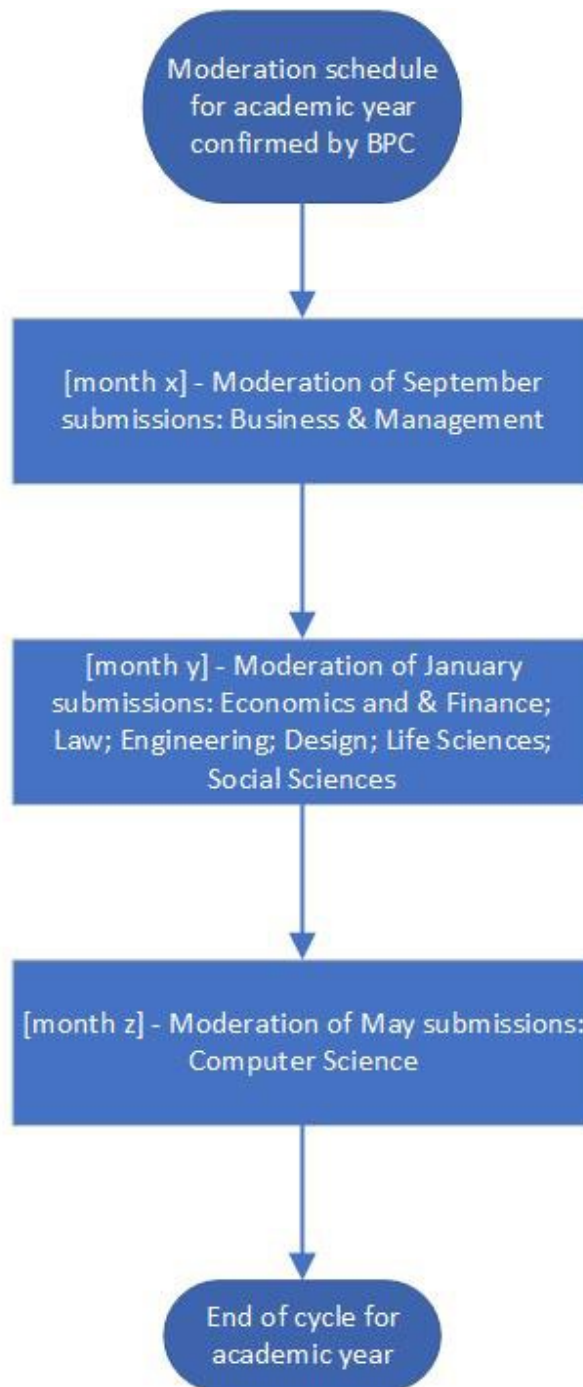 Moderation schedule
for academic year
confirmed by BPC
[month x] - Moderation of September
submissions: Business & Management
[month y] - Moderation of January
submissions: Economics and & Finance;
Law; Engineering; Design; Life Sciences;
Social Sciences
[month z] - Moderation of May submissions:
Computer Science
End of cycle for
academic year